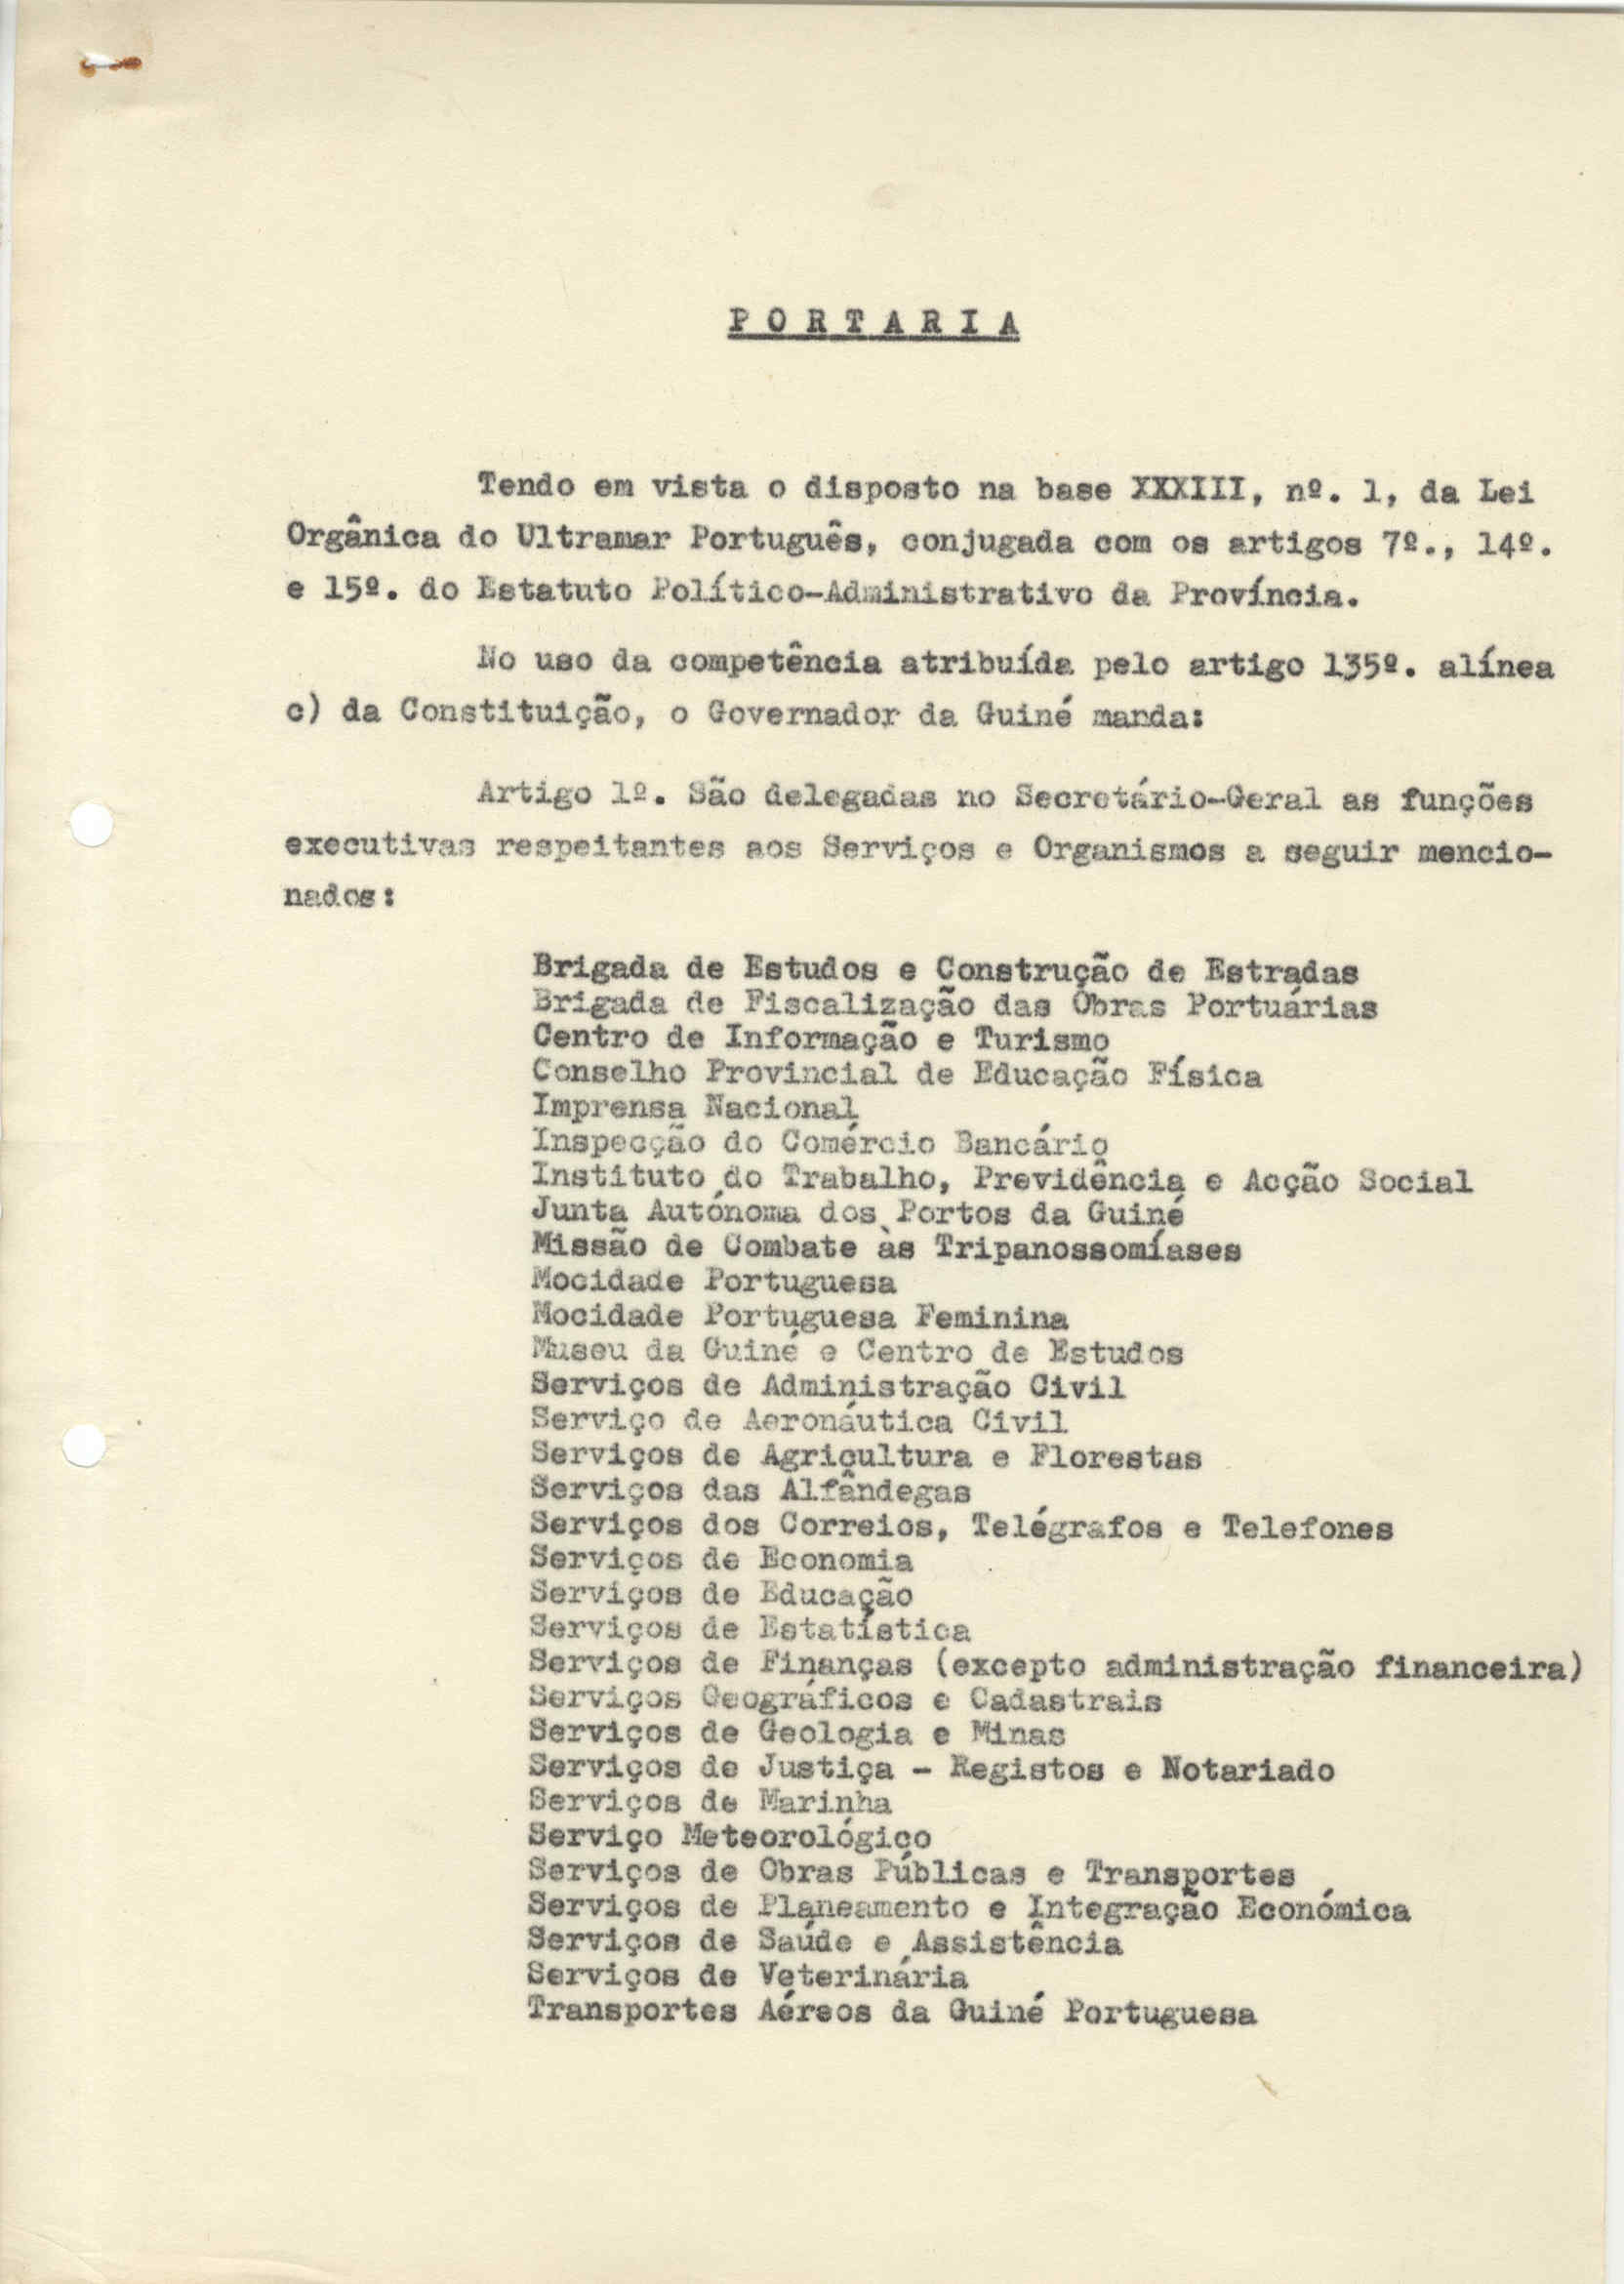 PORTARIA
Tendo em vista o disposto na base XXXIII, nº. 1, da Lei
Orgânica do Ultramar Português, conjugada com os artigos 7º., 14º.
e 15º. do Estatuto Político-Administrativo da Província.
No uso da competência atribuída pelo artigo 135º. alínea
c) da Constituição, o Governador da Guiné manda:
Artigo 1º. São delegadas no Secretário-Geral as funções
executivas respeitantes aos Serviços e Organismos a seguir mencio-
nados:
Brigada de Estudos e Construção de Estradas
Brigada de Fiscalização das Obras Portuárias
Centro de Informação e Turismo
Conselho Provincial de Educação Física
Imprensa Nacional
Inspecção do Comércio Bancário
Instituto do Trabalho, Previdência e Acção Social
Junta Autónoma dos Portos da Guiné
Missão de Combate às Tripanossomíases
Mocidade Portuguesa
Mocidade Portuguesa Feminina
Museu da Guiné e Centro de Estudos
Serviços de Administração Civil
Serviço de Aeronáutica Civil
Serviços de Agricultura e Florestas
Serviços das Alfândegas
Serviços dos Correios, Telégrafos e Telefones
Serviços de Economia
Serviços de Educação
Serviços de Estatística
Serviços de Finanças (excepto administração financeira)
Serviços Geográficos e Cadastrais
Serviços de Geologia e Minas
Serviços de Justiça - Registos e Notariado
Serviços de Marinha
Serviço Meteorológico
Serviços de Obras Públicas e Transportes
Serviços de Planeamento e Integração Económica
Serviços de Saúde e Assistência
Serviços de Veterinária
Transportes Aéreos da Guiné Portuguesa